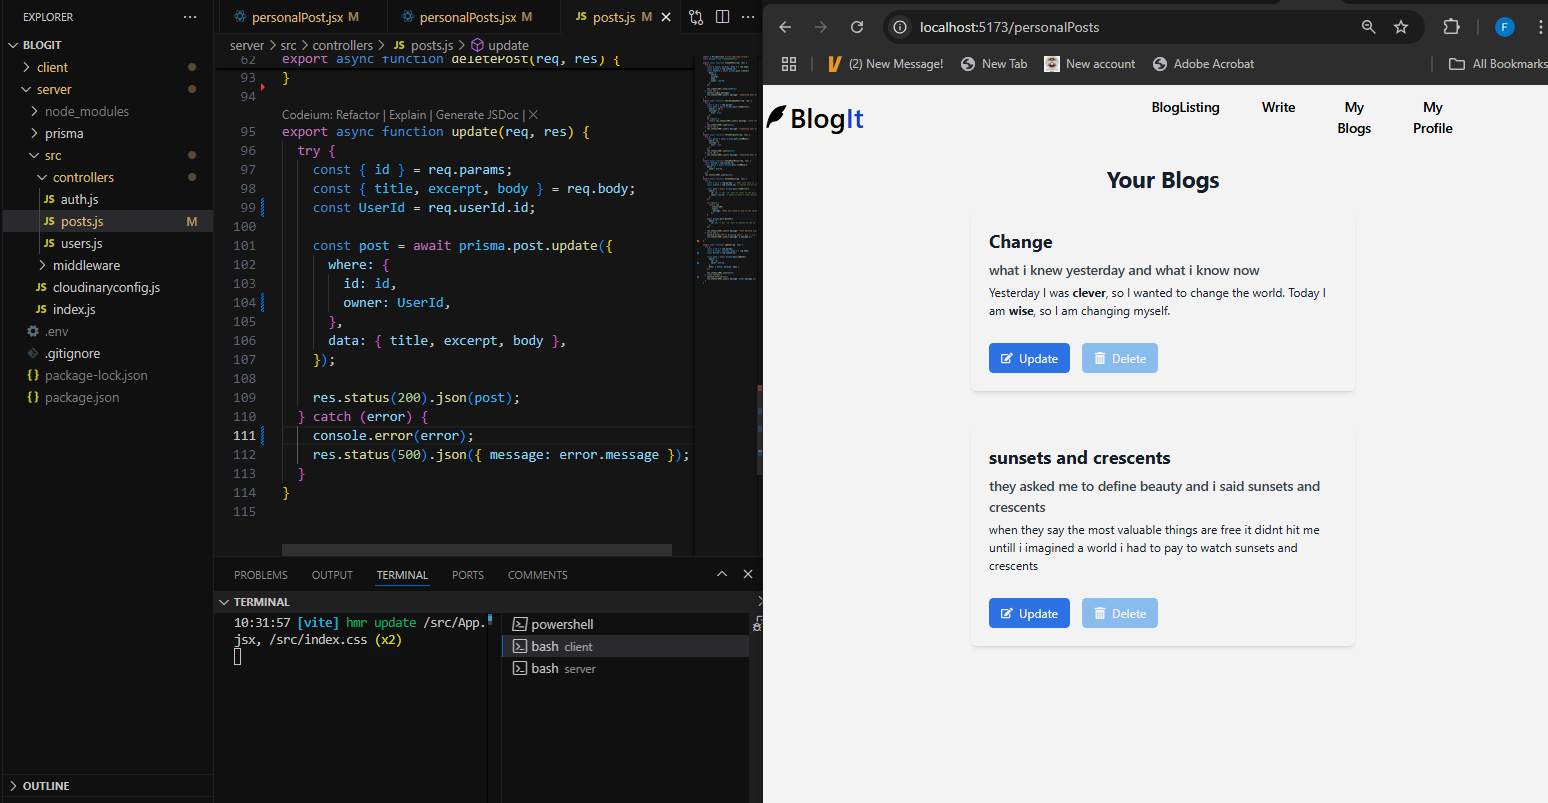 EXPLORER
BLOGIT
client
server
node_modules
prisma
src
controllers
JS auth.js
JS posts.js M
JS users.js
middleware
JS cloudinaryconfig.js
JS index.js
.env
.gitignore
{} package-lock.json
{} package.json
OUTLINE
personalPost.jsx M
personalPosts.jsx M
JS posts.js M
server > src > controllers > JS posts.js > update
62 export async function deletePost(req, res) {
93 }
94
Codeium: Refactor | Explain | Generate JSDoc | X
95 export async function update(req, res) {
96 try {
97 const { id } = req.params;
98 const { title, excerpt, body } = req.body;
99 const UserId = req.userId.id;
100
101 const post = await prisma.post.update({
102 where: {
103 id: id,
104 owner: UserId,
105 },
106 data: { title, excerpt, body },
107 });
108
109 res.status(200).json(post);
110 } catch (error) {
111 console.error(error);
112 res.status(500).json({ message: error.message });
113 }
114 }
115
PROBLEMS OUTPUT TERMINAL PORTS COMMENTS
TERMINAL
10:31:57 [vite] hmr update /src/App.
jsx, /src/index.css (x2)
powershell
bash client
bash server
localhost:5173/personalPosts
F
(2) New Message!
New Tab
New account
Adobe Acrobat
All Bookmarks
BlogIt
BlogListing
Write
My
Blogs
My
Profile
Your Blogs
Change
what i knew yesterday and what i know now
Yesterday I was clever, so I wanted to change the world. Today I
am wise, so I am changing myself.
Update
Delete
sunsets and crescents
they asked me to define beauty and i said sunsets and
crescents
when they say the most valuable things are free it didnt hit me
untill i imagined a world i had to pay to watch sunsets and
crescents
Update
Delete